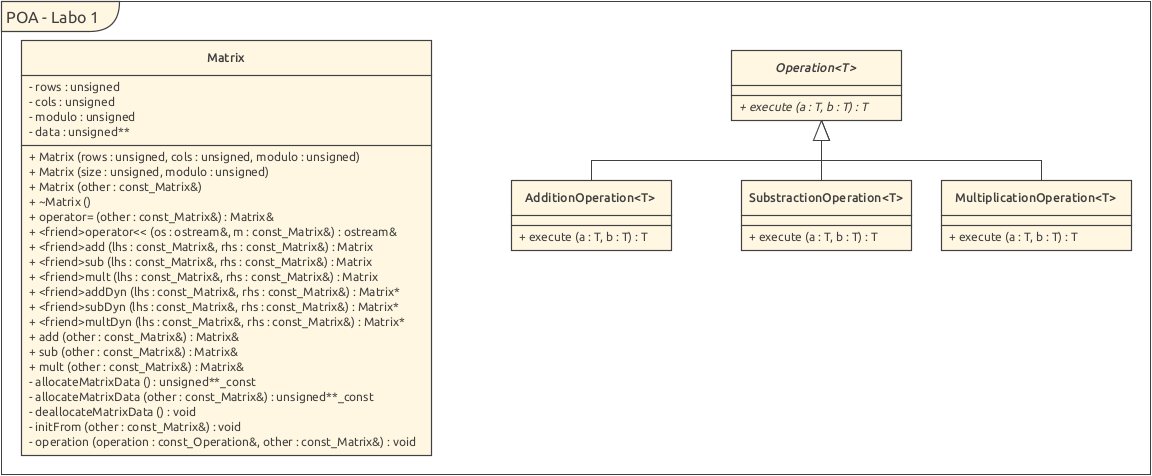 POA - Labo 1
Matrix
- rows : unsigned
- cols : unsigned
- modulo : unsigned
- data : unsigned**
+ Matrix (rows : unsigned, cols : unsigned, modulo : unsigned)
+ Matrix (size : unsigned, modulo : unsigned)
+ Matrix (other : const_Matrix&)
+ ~Matrix ()
+ operator= (other : const_Matrix&) : Matrix&
+ <friend>operator<< (os : ostream&, m : const_Matrix&) : ostream&
+ <friend>add (lhs : const_Matrix&, rhs : const_Matrix&) : Matrix
+ <friend>sub (lhs : const_Matrix&, rhs : const_Matrix&) : Matrix
+ <friend>mult (lhs : const_Matrix&, rhs : const_Matrix&) : Matrix
+ <friend>addDyn (lhs : const_Matrix&, rhs : const_Matrix&) : Matrix*
+ <friend>subDyn (lhs : const_Matrix&, rhs : const_Matrix&) : Matrix*
+ <friend>multDyn (lhs : const_Matrix&, rhs : const_Matrix&) : Matrix*
+ add (other : const_Matrix&) : Matrix&
+ sub (other : const_Matrix&) : Matrix&
+ mult (other : const_Matrix&) : Matrix&
- allocateMatrixData () : unsigned**_const
- allocateMatrixData (other : const_Matrix&) : unsigned**_const
- deallocateMatrixData () : void
- initFrom (other : const_Matrix&) : void
- operation (operation : const_Operation&, other : const_Matrix&) : void
Operation<T>
+ execute (a : T, b : T) : T
AdditionOperation<T>
+ execute (a : T, b : T) : T
SubstractionOperation<T>
+ execute (a : T, b : T) : T
MultiplicationOperation<T>
+ execute (a : T, b : T) : T